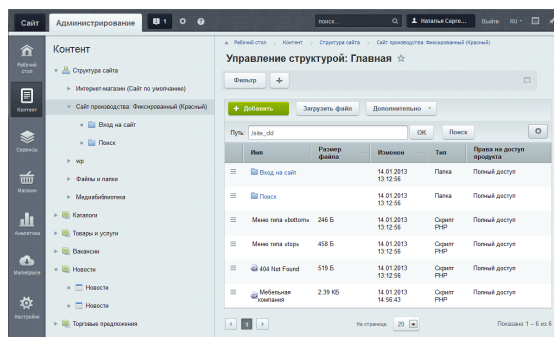 Сайт
Администрирование
1
поиск...
Наталья Серге...
Выйти
RU
Рабочий стол
Контент
Сервисы
Магазин
Аналитика
Marketplace
Настройки
Контент
Структура сайта
Интернет-магазин (Сайт по умолчанию)
Сайт производства Фиксированный (Красный)
Вход на сайт
Поиск
wp
Файлы и папки
Медиабиблиотека
Каталоги
Товары и услуги
Вакансии
Новости
Новости
Новости
Торговые предложения
Рабочий стол > Контент > Структура сайта > Сайт производства Фиксированный (Красный)
Управление структурой: Главная
Фильтр +
+ Добавить Загрузить файл Дополнительно
Путь: /site_dd OK Поиск
Имя Размер файла Изменен Тип Права на доступ продукта
Вход на сайт 14.01.2013 13:12:56 Папка Полный доступ
Поиск 14.01.2013 13:12:56 Папка Полный доступ
Меню типа «bottom» 246 Б 14.01.2013 13:12:56 Скрипт PHP Полный доступ
Меню типа «top» 458 Б 14.01.2013 13:12:56 Скрипт PHP Полный доступ
404 Not Found 519 Б 14.01.2013 13:12:56 Скрипт PHP Полный доступ
Мебельная компания 2.39 КБ 14.01.2013 14:56:43 Скрипт PHP Полный доступ
1
На странице: 20
Показано 1 – 6 из 6